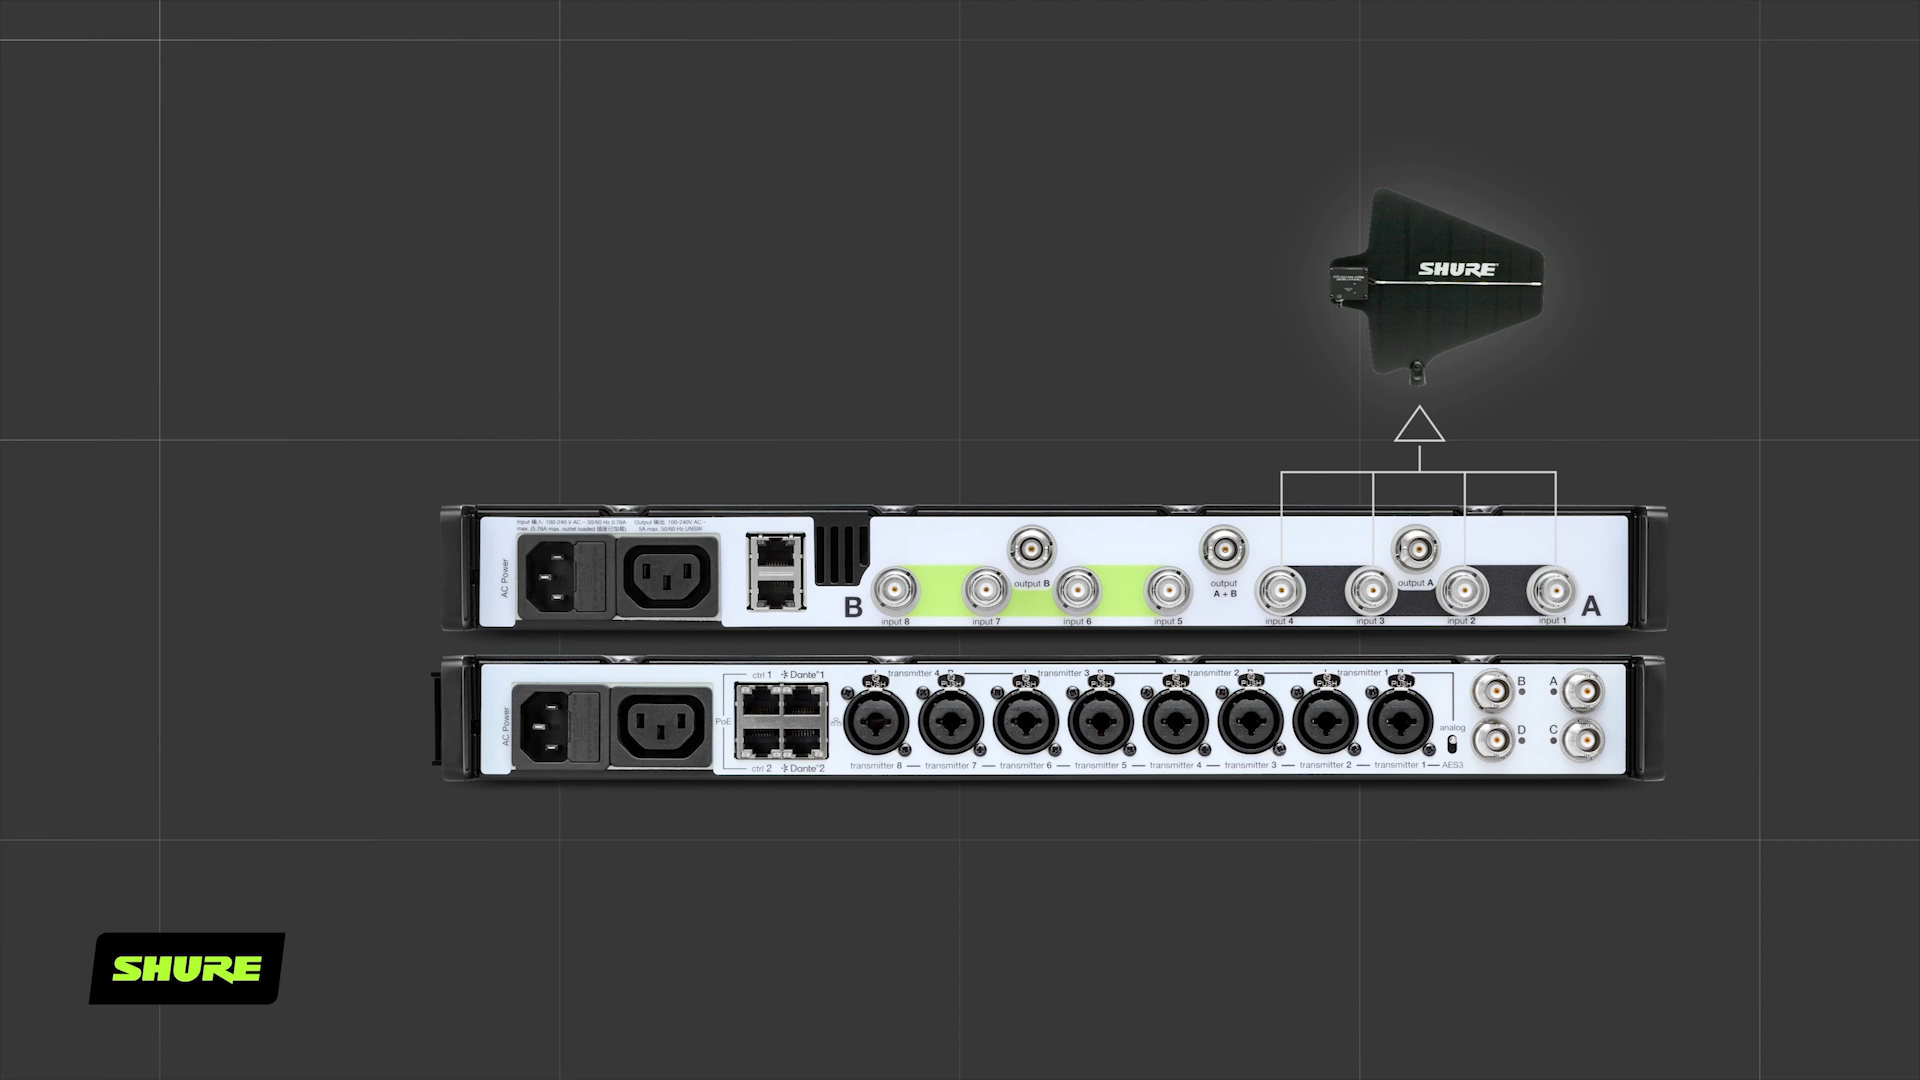 SHURE
Input 输入: 100-240 V AC ~ 50/60 Hz 0.76A
max. (5.76A max. outlet loaded 插座已加载)
Output 输出: 100-240V AC ~
5A max. 50/60 Hz UNSW
AC Power
B
output B
output
A + B
output A
A
input 8
input 7
input 6
input 5
input 4
input 3
input 2
input 1
AC Power
ctrl 1
Dante® 1
PoE
ctrl 2
Dante® 2
L transmitter 4 R
L transmitter 3 R
L transmitter 2 R
L transmitter 1 R
PUSH PUSH PUSH PUSH PUSH PUSH PUSH PUSH
analog
transmitter 8 transmitter 7 transmitter 6 transmitter 5 transmitter 4 transmitter 3 transmitter 2 transmitter 1 AES3
B A
D C
SHURE